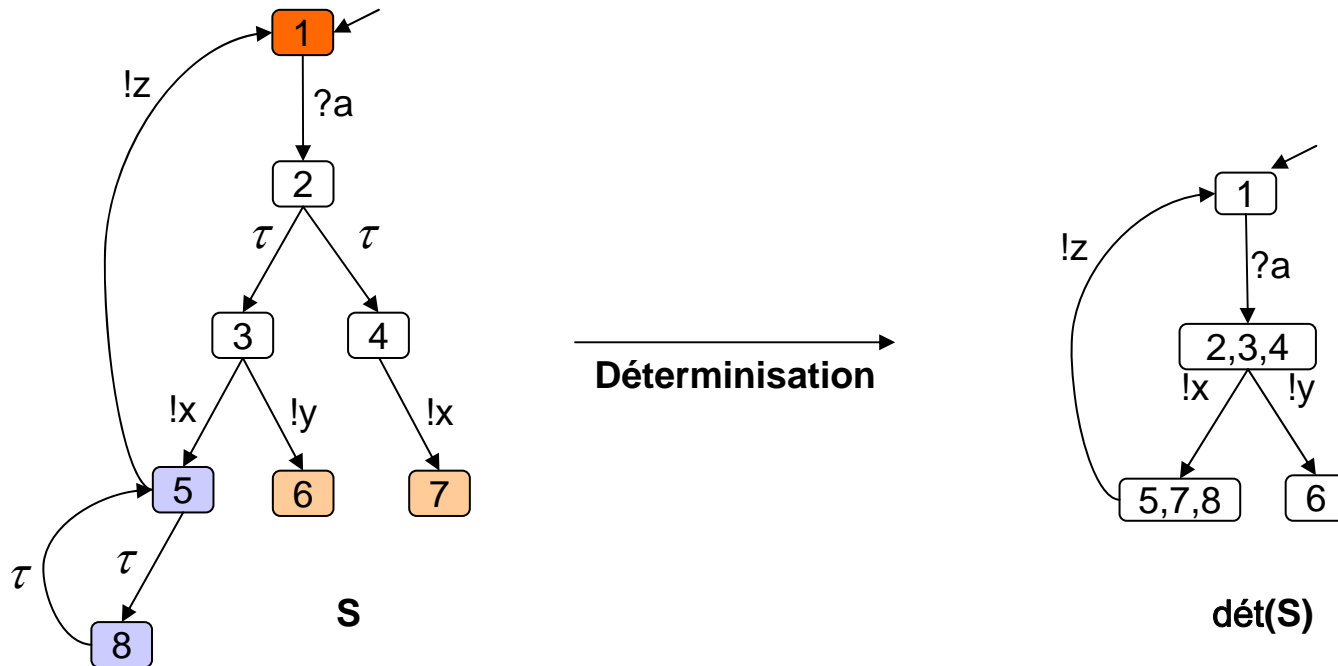 1
!z
?a
2
τ
τ
3
4
!x
!y
!x
5
6
7
τ
τ
8
S
Déterminisation
1
!z
?a
2,3,4
!x
!y
5,7,8
6
dét(S)